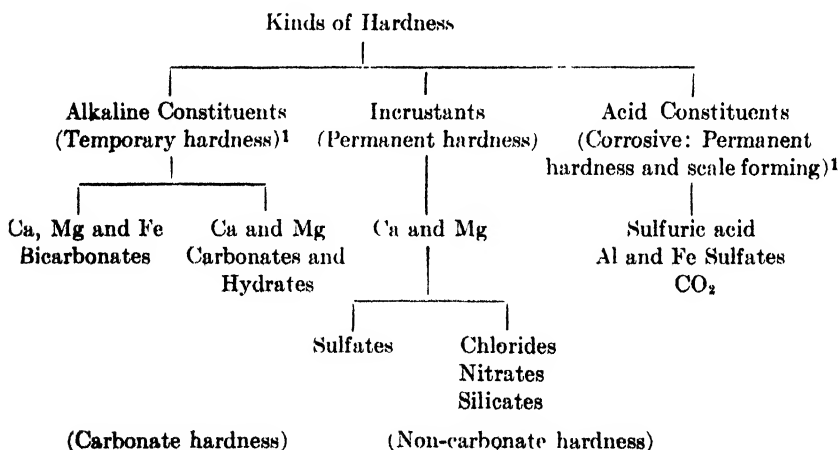 Kinds of Hardness
Alkaline Constituents
(Temporary hardness)¹
Incrustants
(Permanent hardness)
Acid Constituents
(Corrosive: Permanent
hardness and scale forming)¹
Ca, Mg and Fe
Bicarbonates
Ca and Mg
Carbonates and
Hydrates
Ca and Mg
Sulfuric acid
Al and Fe Sulfates
CO₂
Sulfates
Chlorides
Nitrates
Silicates
(Carbonate hardness)
(Non-carbonate hardness)